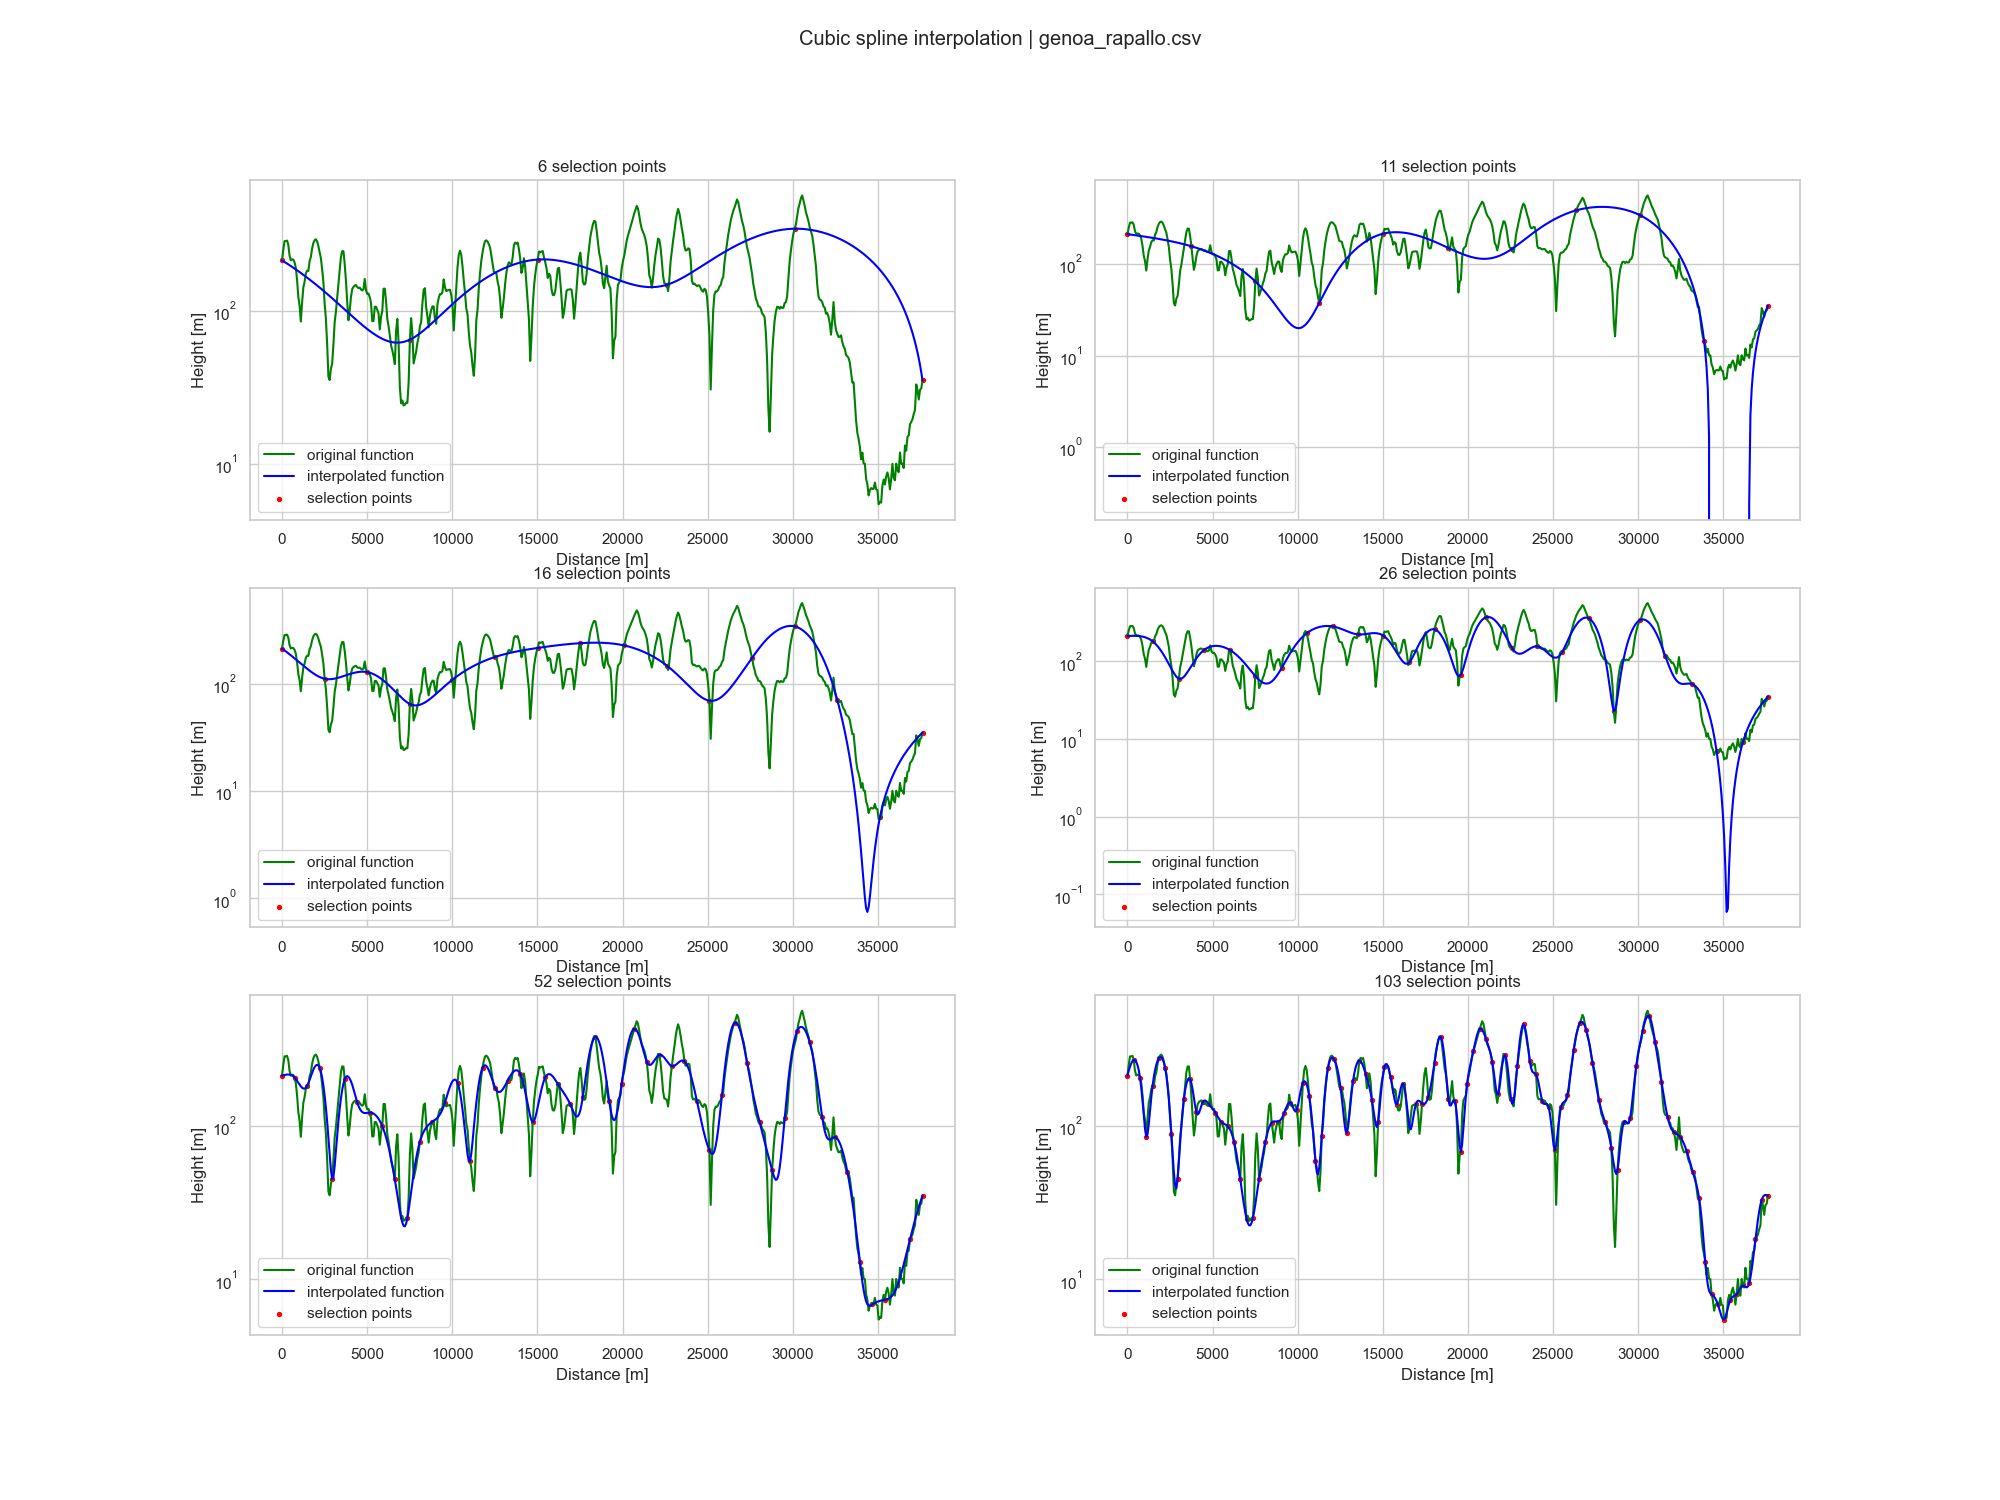 Cubic spline interpolation | genoa_rapallo.csv
6 selection points
Height [m]
10^2
10^1
original function
interpolated function
selection points
0 5000 10000 15000 20000 25000 30000 35000
Distance [m]
11 selection points
Height [m]
10^2
10^1
10^0
original function
interpolated function
selection points
0 5000 10000 15000 20000 25000 30000 35000
Distance [m]
16 selection points
Height [m]
10^2
10^1
10^0
original function
interpolated function
selection points
0 5000 10000 15000 20000 25000 30000 35000
Distance [m]
26 selection points
Height [m]
10^2
10^1
10^0
10^−1
original function
interpolated function
selection points
0 5000 10000 15000 20000 25000 30000 35000
Distance [m]
52 selection points
Height [m]
10^2
10^1
original function
interpolated function
selection points
0 5000 10000 15000 20000 25000 30000 35000
Distance [m]
103 selection points
Height [m]
10^2
10^1
original function
interpolated function
selection points
0 5000 10000 15000 20000 25000 30000 35000
Distance [m]